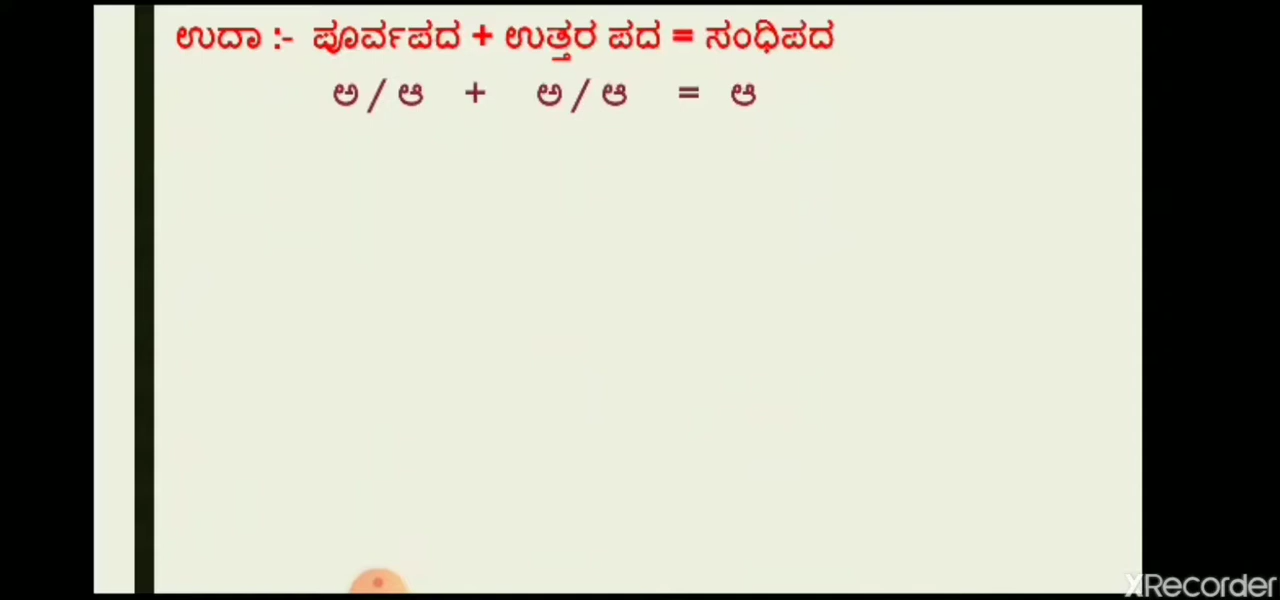 ಉದಾ :- ಪೂರ್ವಪದ + ಉತ್ತರ ಪದ = ಸಂಧಿಪದ
ಅ / ಆ + ಅ / ಆ = ಆ
XRecorder